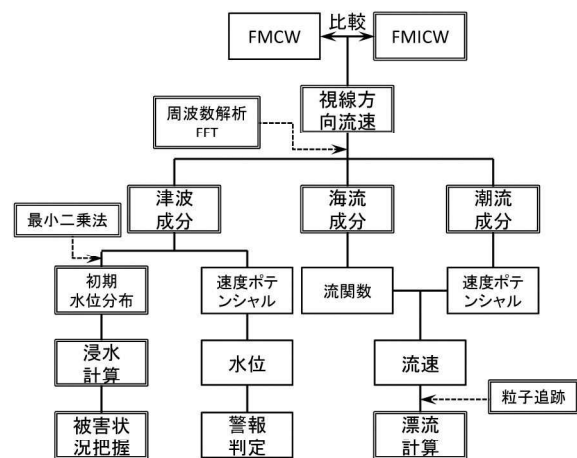 FMCW
比較
FMICW
視線方
向流速
周波数解析
FFT
津波
成分
海流
成分
潮流
成分
最小二乗法
初期
水位分布
速度ポテ
ンシャル
流関数
速度ポテ
ンシャル
浸水
計算
水位
流速
粒子追跡
被害状
況把握
警報
判定
漂流
計算